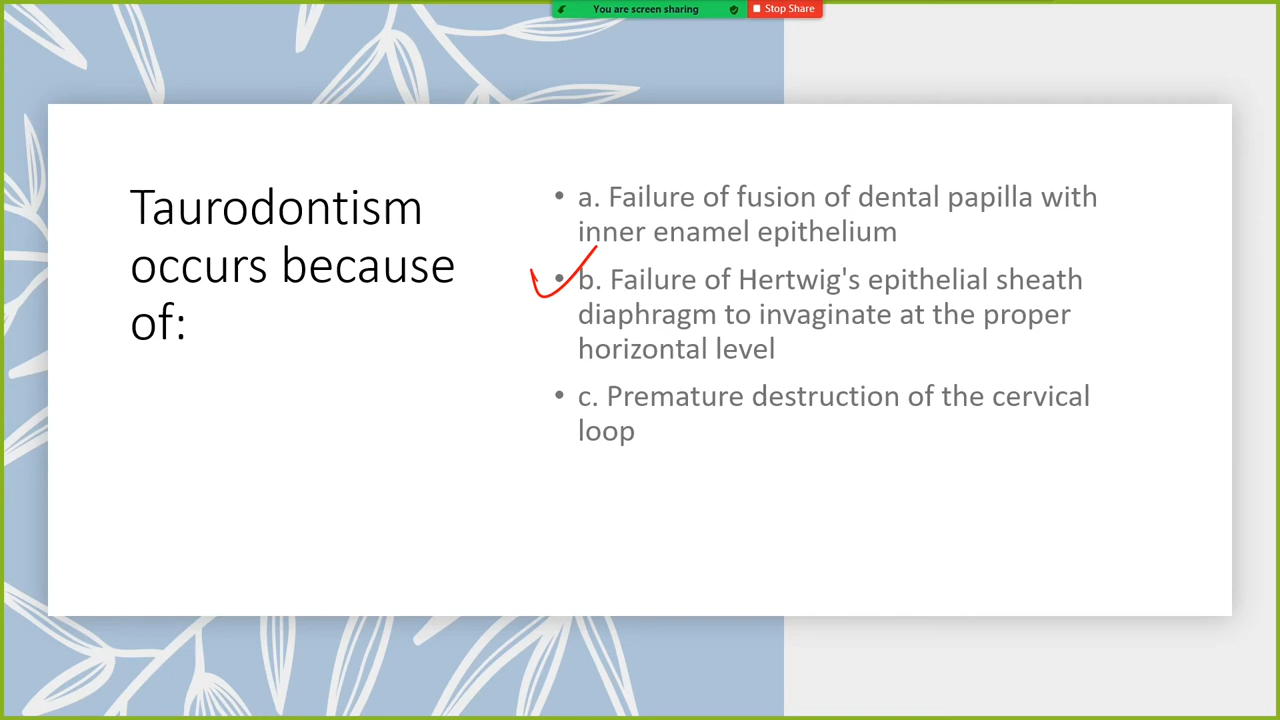 You are screen sharing
Stop Share
Taurodontism
occurs because
of:
• a. Failure of fusion of dental papilla with
inner enamel epithelium
• b. Failure of Hertwig's epithelial sheath
diaphragm to invaginate at the proper
horizontal level
• c. Premature destruction of the cervical
loop